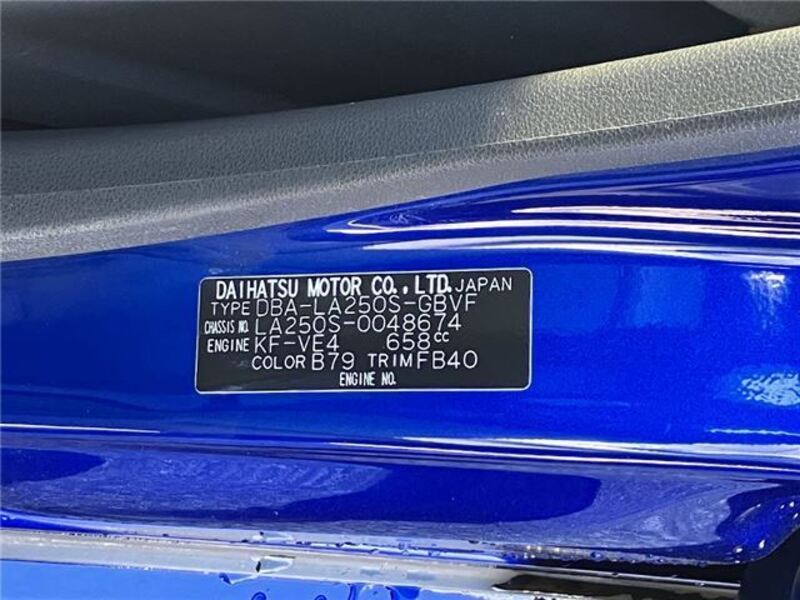 DAIHATSU MOTOR CO., LTD. JAPAN
TYPE DBA-LA250S-GBVF
CHASSIS NO. LA250S-0048674
ENGINE KF-VE4 658cc
COLOR B79 TRIM FB40
ENGINE NO.